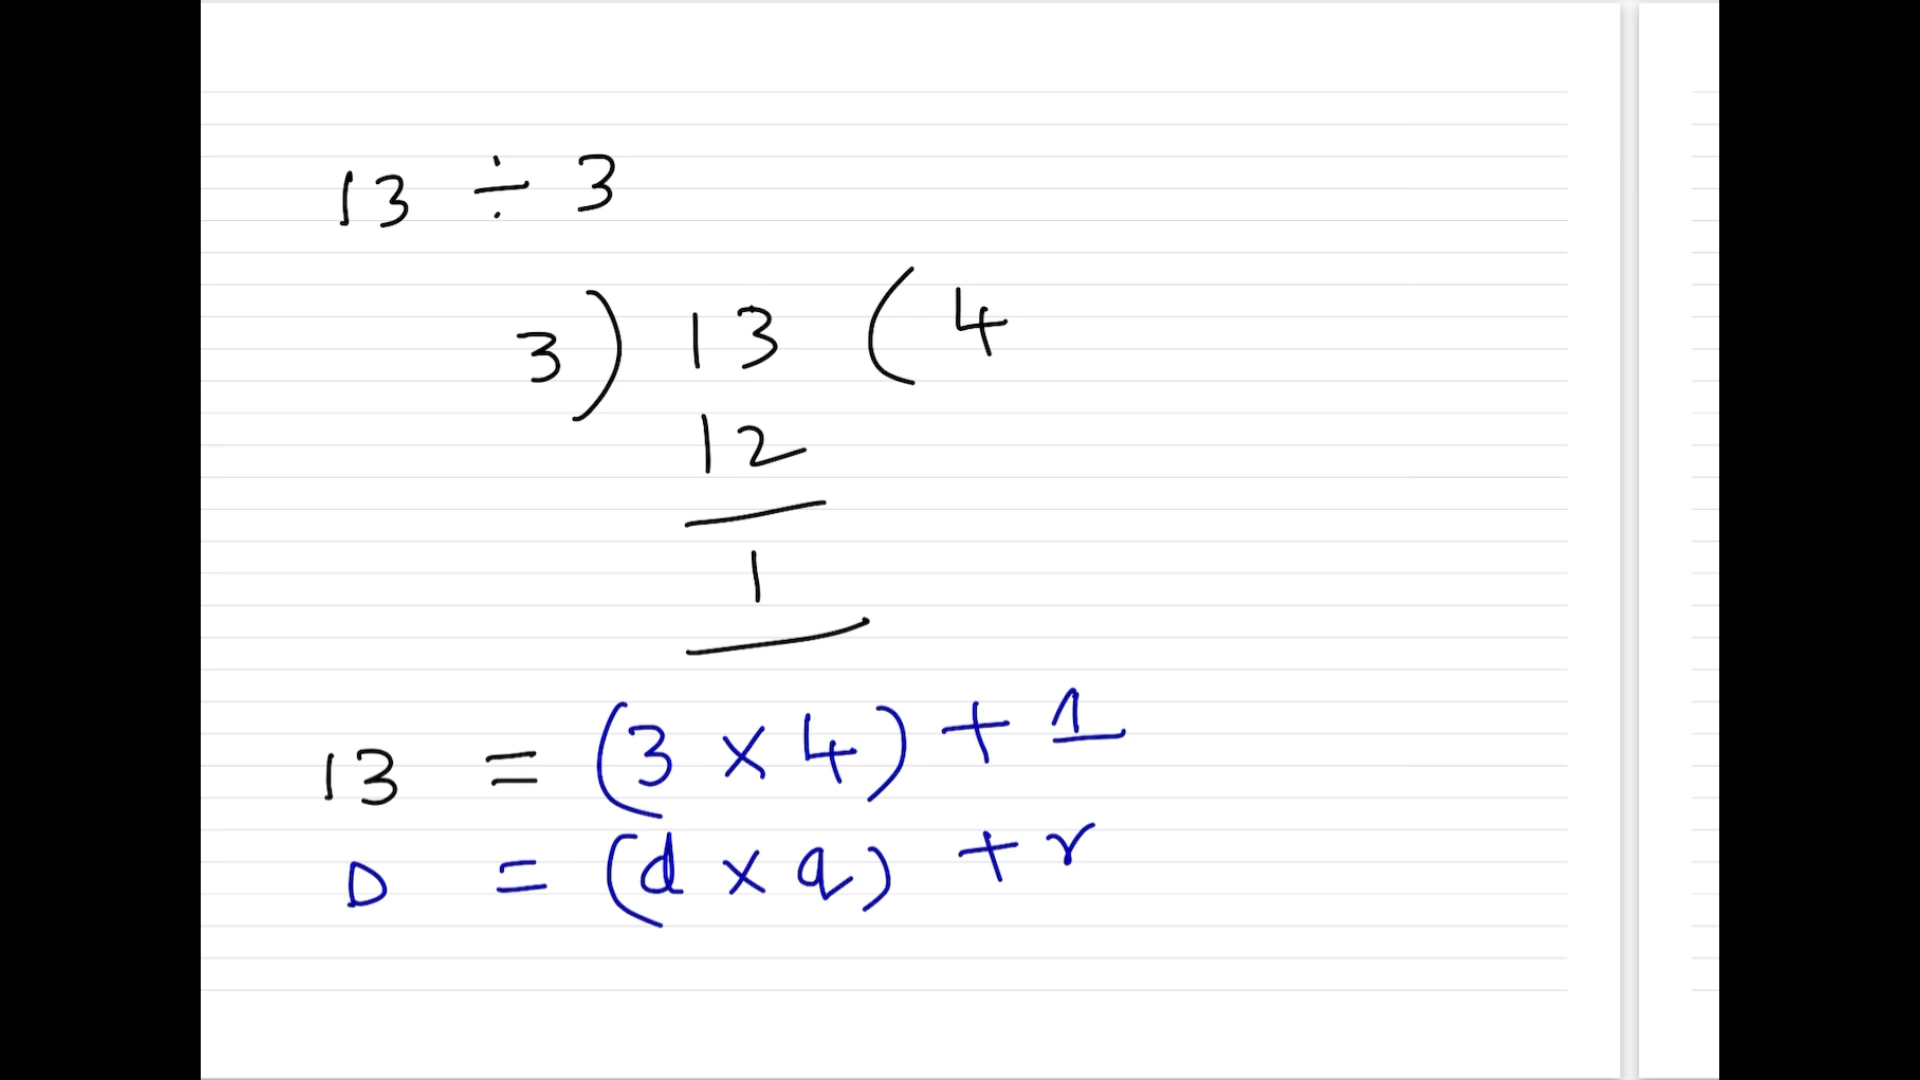 13 ÷ 3
3) 13 (4
12
1
13 = (3 × 4) + 1
D = (d × q) + r